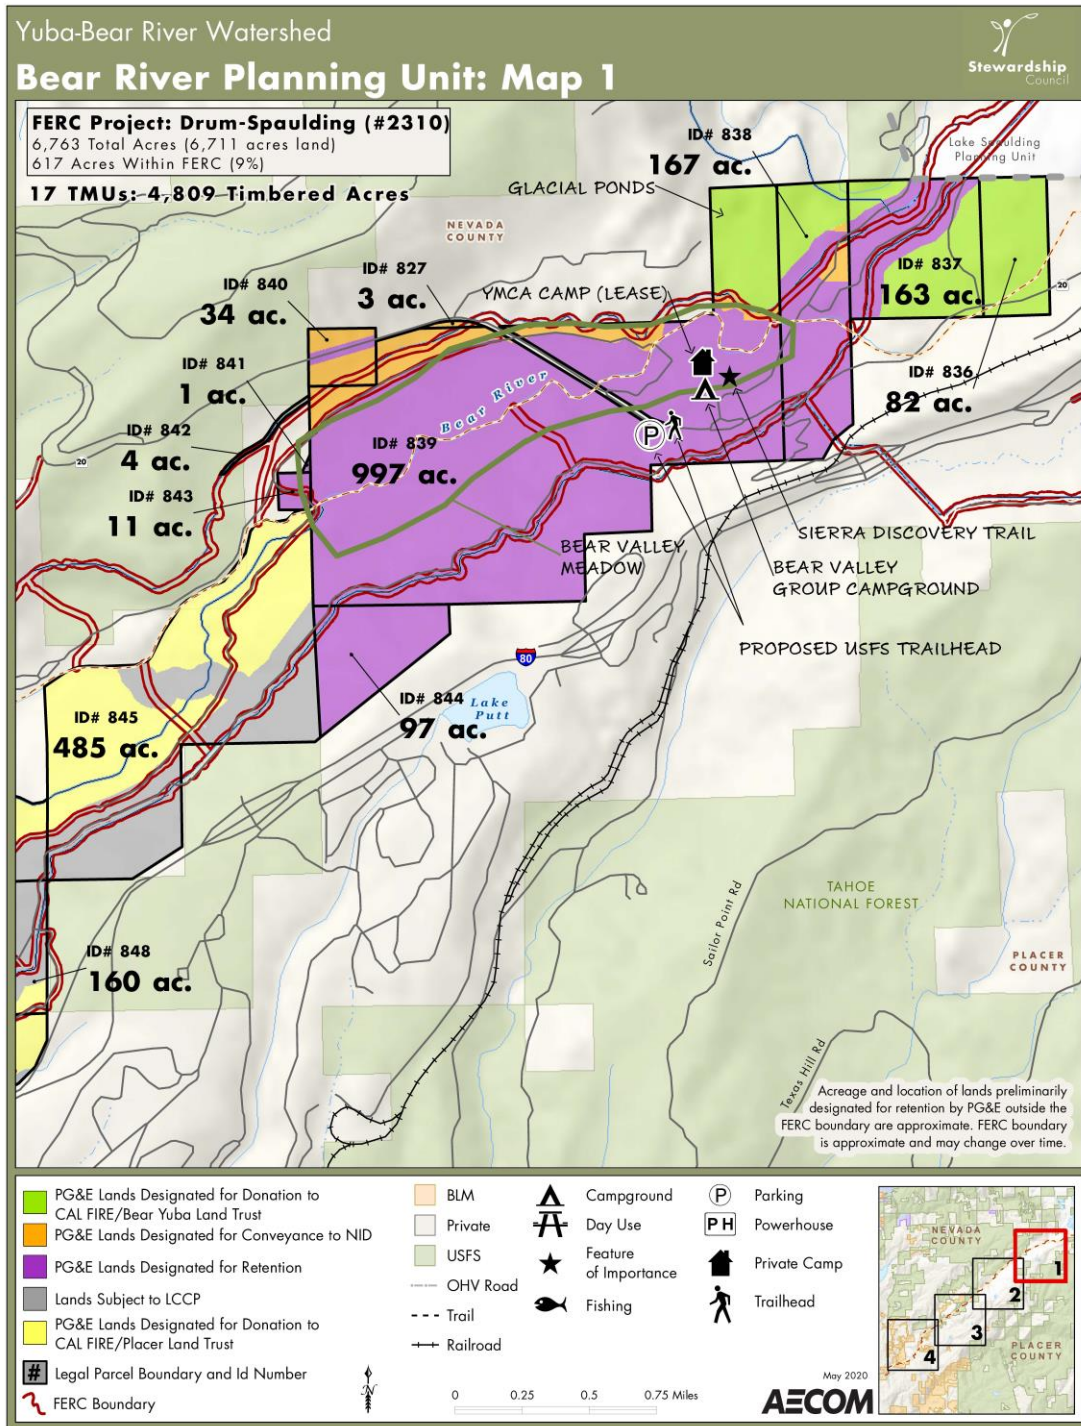 Yuba-Bear River Watershed
Bear River Planning Unit: Map 1
Stewardship
Council
FERC Project: Drum-Spaulding (#2310)
6,763 Total Acres (6,711 acres land)
617 Acres Within FERC (9%)
17 TMUs: 4,809 Timbered Acres
ID# 838
167 ac.
Lake Spaulding
Planning Unit
GLACIAL PONDS
NEVADA
COUNTY
ID# 827
3 ac.
ID# 840
34 ac.
YMCA CAMP (LEASE)
ID# 837
163 ac.
20
ID# 841
1 ac.
ID# 836
82 ac.
Bear River
ID# 842
4 ac.
P
20
ID# 839
997 ac.
ID# 843
11 ac.
SIERRA DISCOVERY TRAIL
BEAR VALLEY
MEADOW
BEAR VALLEY
GROUP CAMPGROUND
PROPOSED USFS TRAILHEAD
80
ID# 844
97 ac.
Lake
Putt
ID# 845
485 ac.
TAHOE
NATIONAL FOREST
Sailor Point Rd
ID# 848
160 ac.
PLACER
COUNTY
Texas Hill Rd
Acreage and location of lands preliminarily
designated for retention by PG&E outside the
FERC boundary are approximate. FERC boundary
is approximate and may change over time.
PG&E Lands Designated for Donation to
CAL FIRE/Bear Yuba Land Trust
PG&E Lands Designated for Conveyance to NID
PG&E Lands Designated for Retention
Lands Subject to LCCP
PG&E Lands Designated for Donation to
CAL FIRE/Placer Land Trust
# Legal Parcel Boundary and Id Number
FERC Boundary
BLM
Private
USFS
OHV Road
Trail
Railroad
Campground
Day Use
Feature
of Importance
Fishing
P Parking
PH Powerhouse
Private Camp
Trailhead
N
0 0.25 0.5 0.75 Miles
May 2020
AECOM
NEVADA
COUNTY
1
2
3
PLACER
COUNTY
4